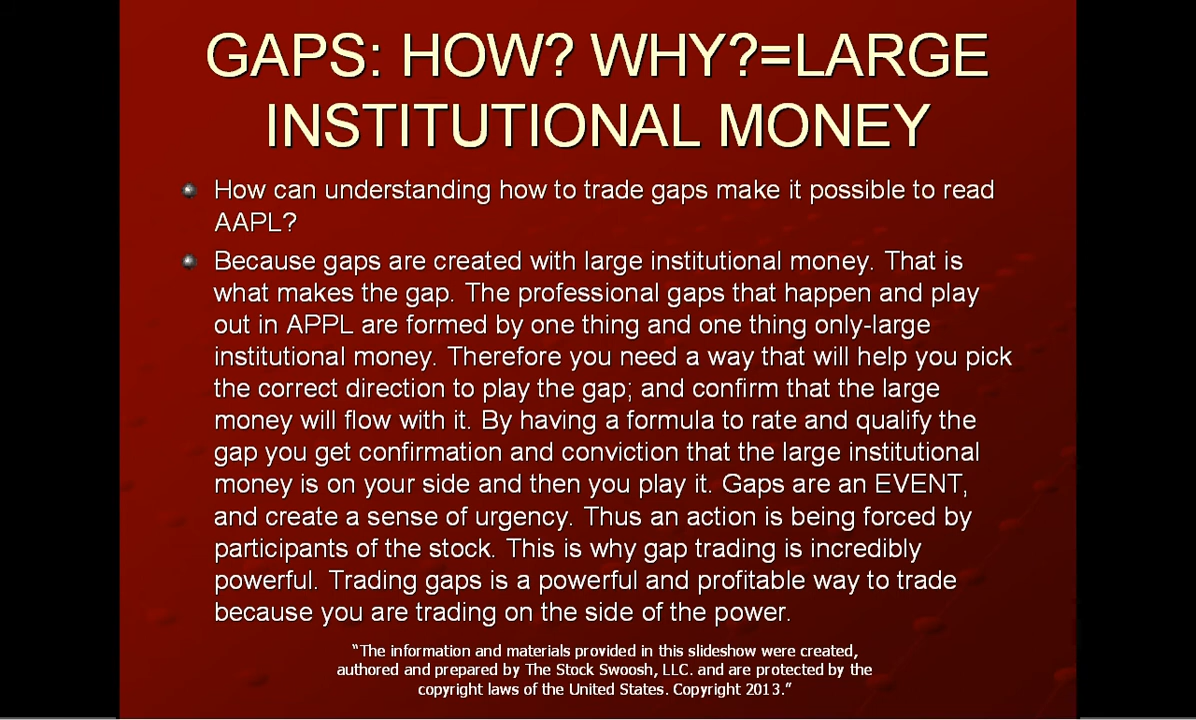 GAPS: HOW? WHY?=LARGE
INSTITUTIONAL MONEY
How can understanding how to trade gaps make it possible to read
AAPL?
Because gaps are created with large institutional money. That is
what makes the gap. The professional gaps that happen and play
out in APPL are formed by one thing and one thing only-large
institutional money. Therefore you need a way that will help you pick
the correct direction to play the gap; and confirm that the large
money will flow with it. By having a formula to rate and qualify the
gap you get confirmation and conviction that the large institutional
money is on your side and then you play it. Gaps are an EVENT,
and create a sense of urgency. Thus an action is being forced by
participants of the stock. This is why gap trading is incredibly
powerful. Trading gaps is a powerful and profitable way to trade
because you are trading on the side of the power.
“The information and materials provided in this slideshow were created,
authored and prepared by The Stock Swoosh, LLC. and are protected by the
copyright laws of the United States. Copyright 2013.”